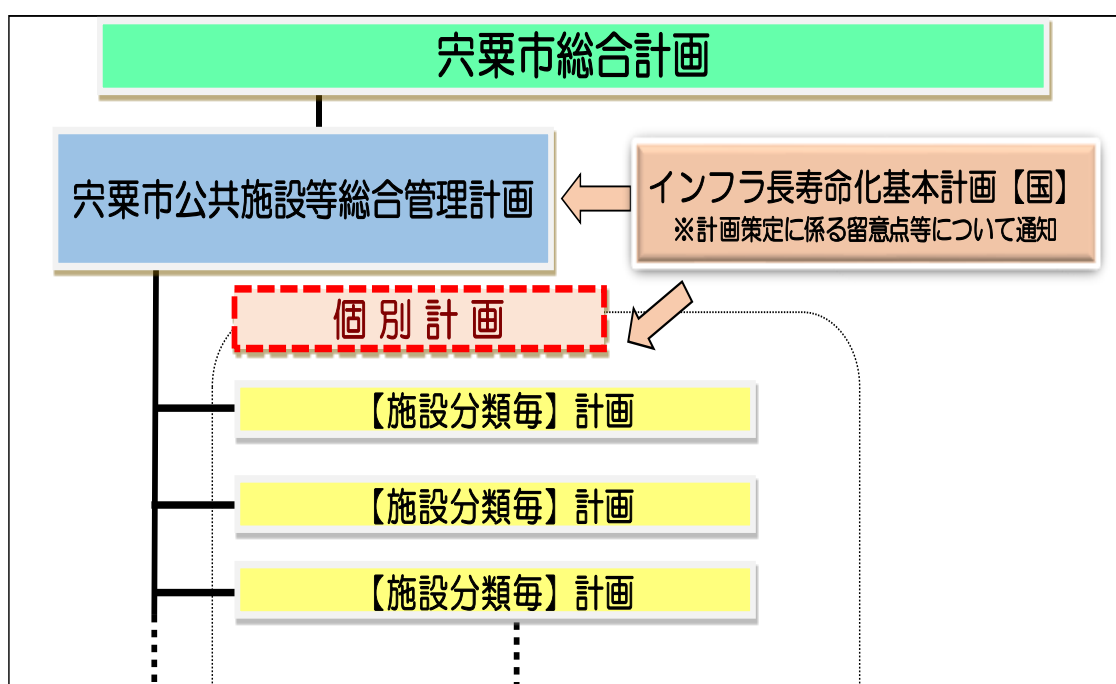 宍粟市総合計画
宍粟市公共施設等総合管理計画
インフラ長寿命化基本計画【国】
※計画策定に係る留意点等について通知
個別計画
【施設分類毎】計画
【施設分類毎】計画
【施設分類毎】計画